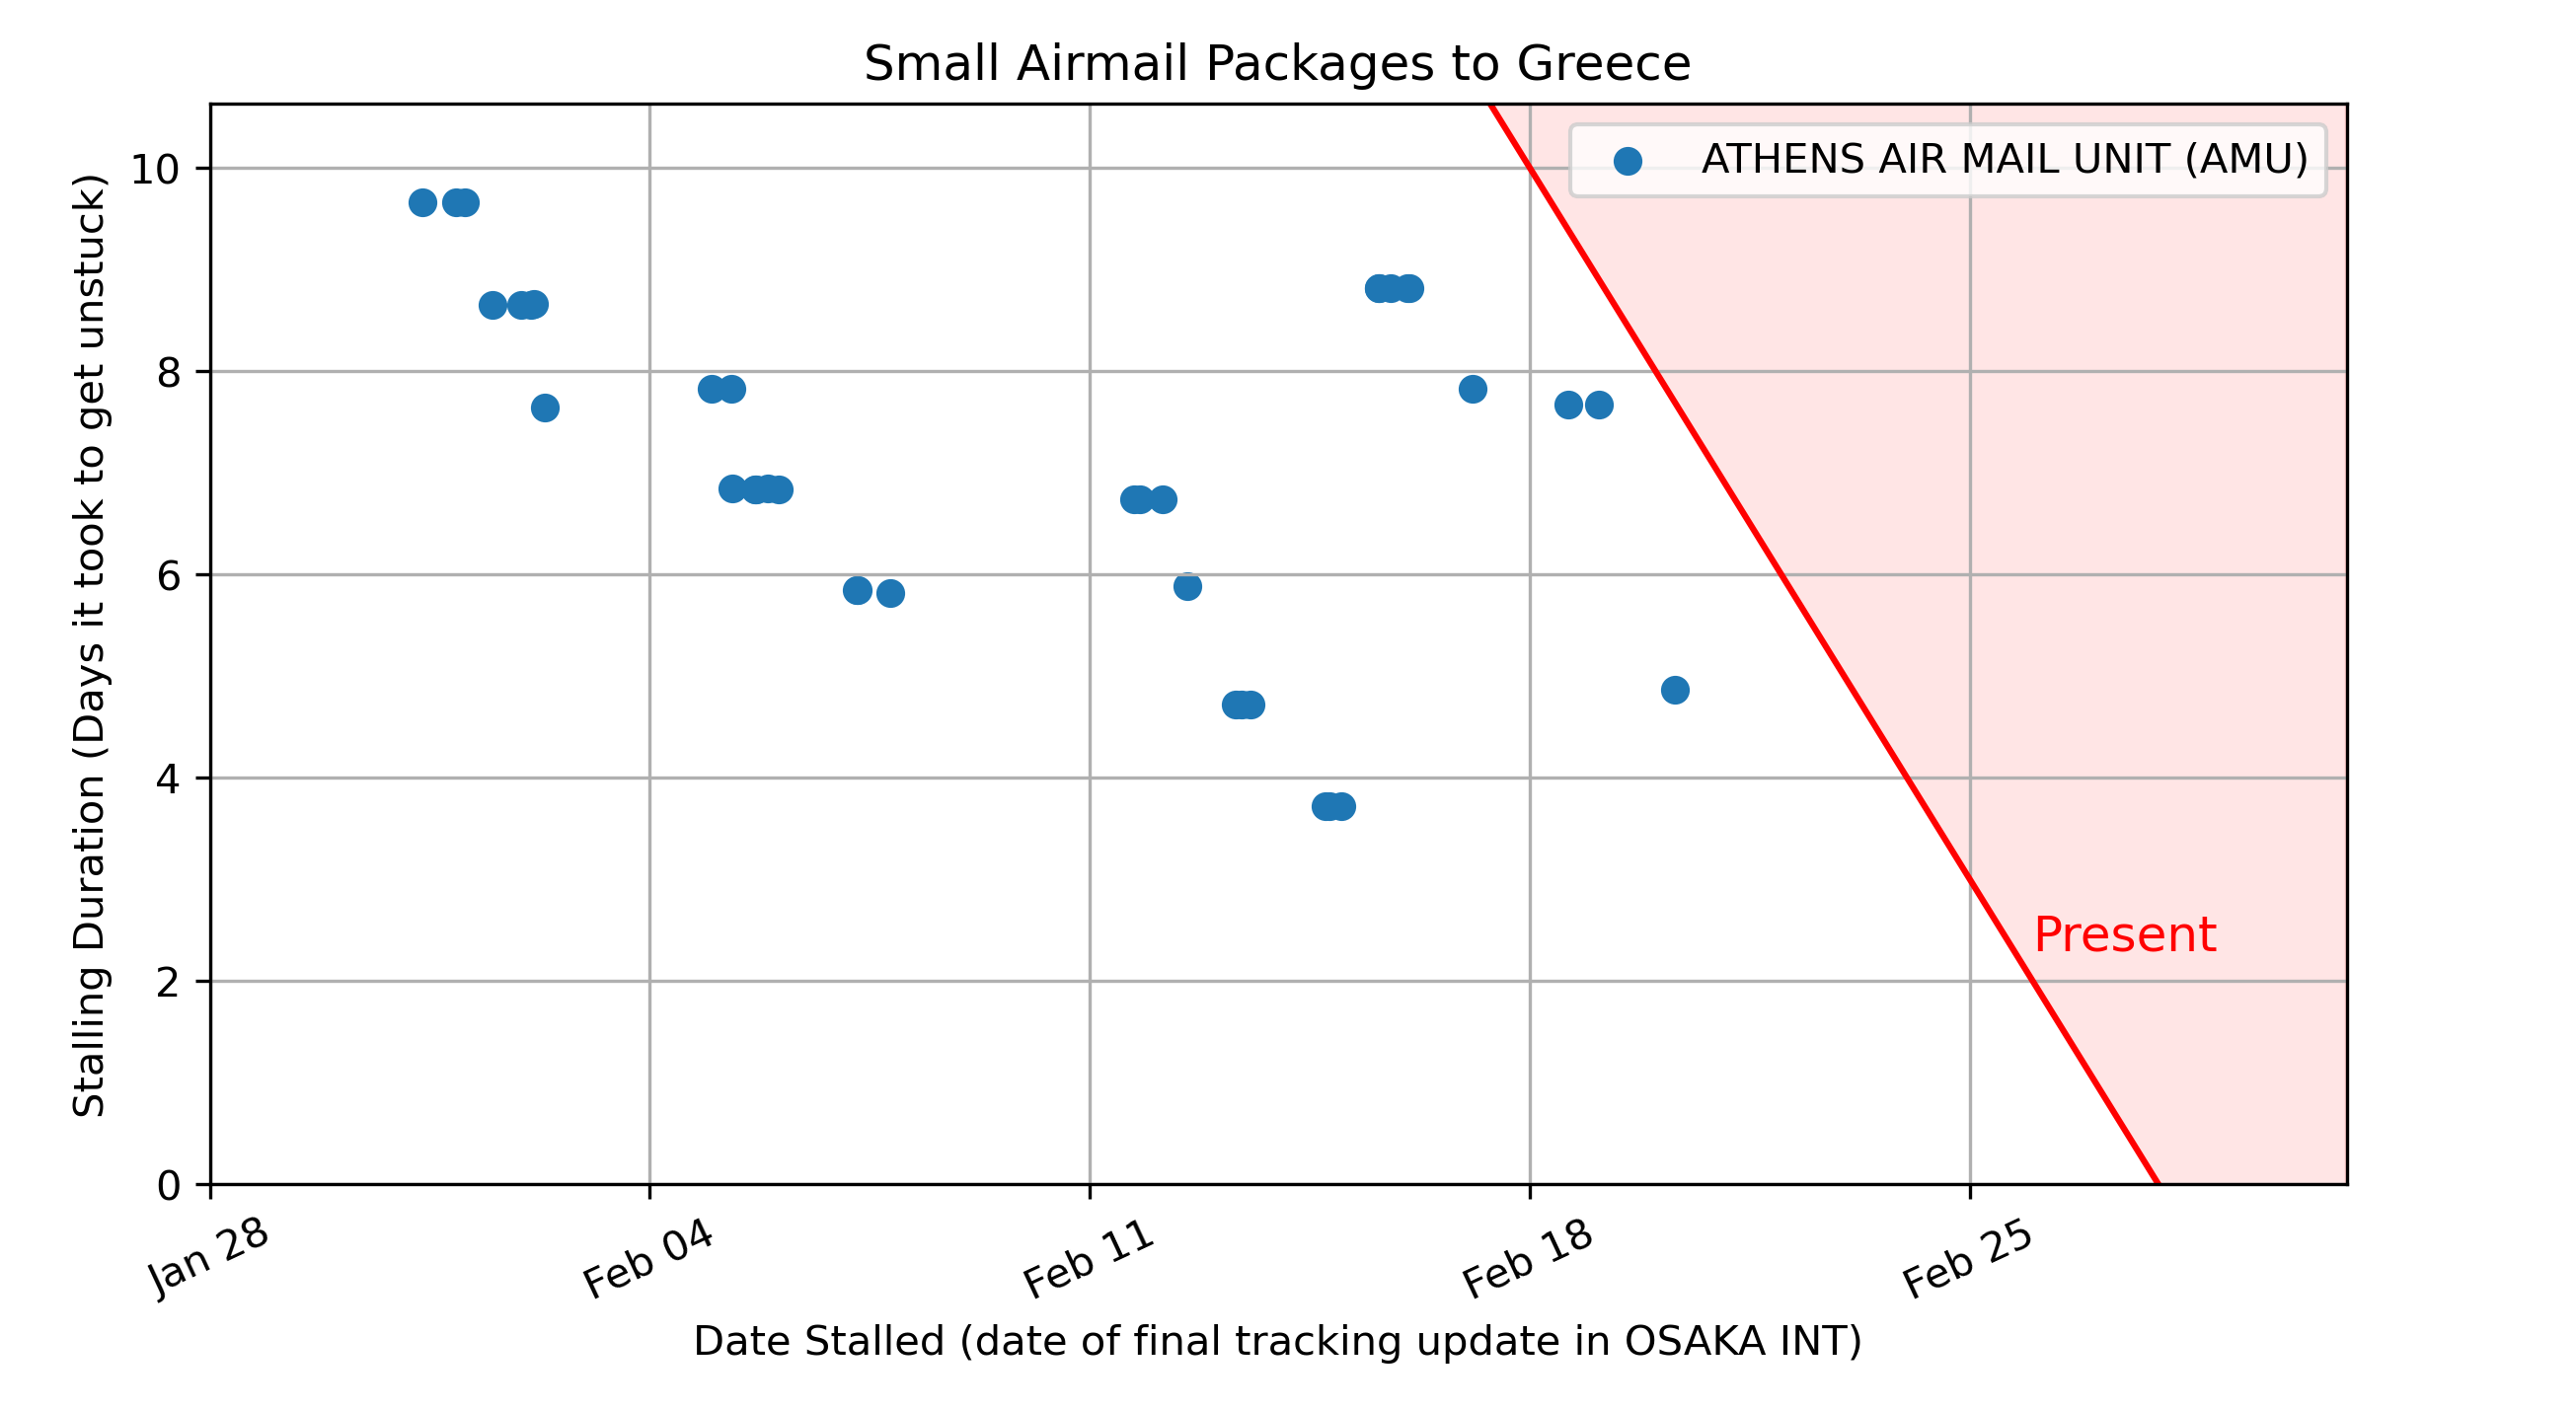 Small Airmail Packages to Greece
ATHENS AIR MAIL UNIT (AMU)
Stalling Duration (Days it took to get unstuck)
10
8
6
4
2
0
Present
Jan 28
Feb 04
Feb 11
Feb 18
Feb 25
Date Stalled (date of final tracking update in OSAKA INT)